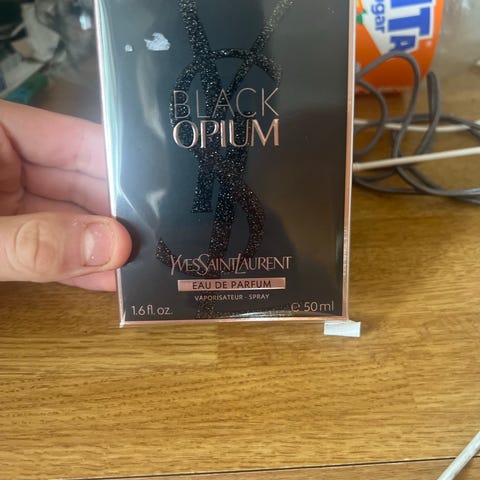 BLACK
OPIUM
YVESSAINTLAURENT
EAU DE PARFUM
VAPORISATEUR - SPRAY
1.6 fl. oz. ℮ 50 ml